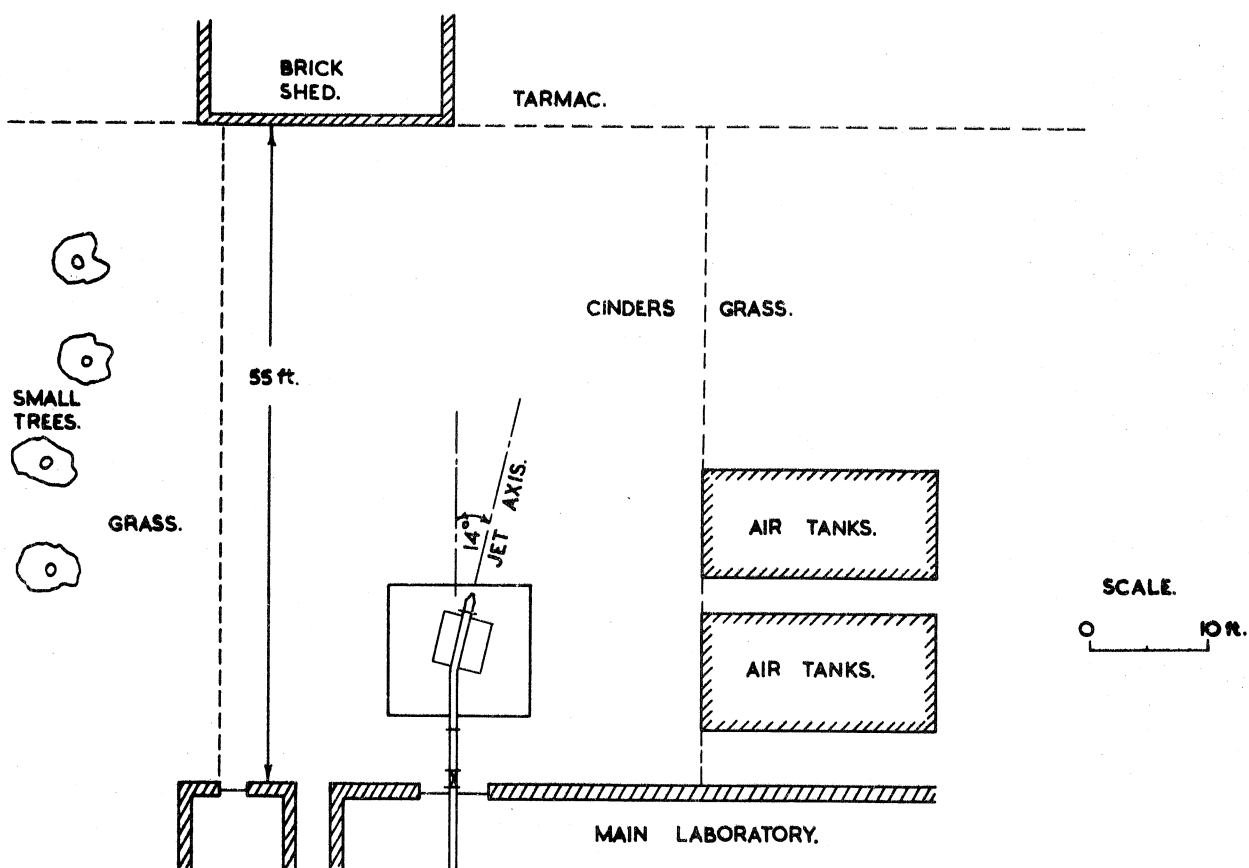 BRICK
SHED.
TARMAC.
CINDERS GRASS.
55 ft.
SMALL
TREES.
14°
JET AXIS.
GRASS.
AIR TANKS.
SCALE.
0 10 ft.
AIR TANKS.
MAIN LABORATORY.